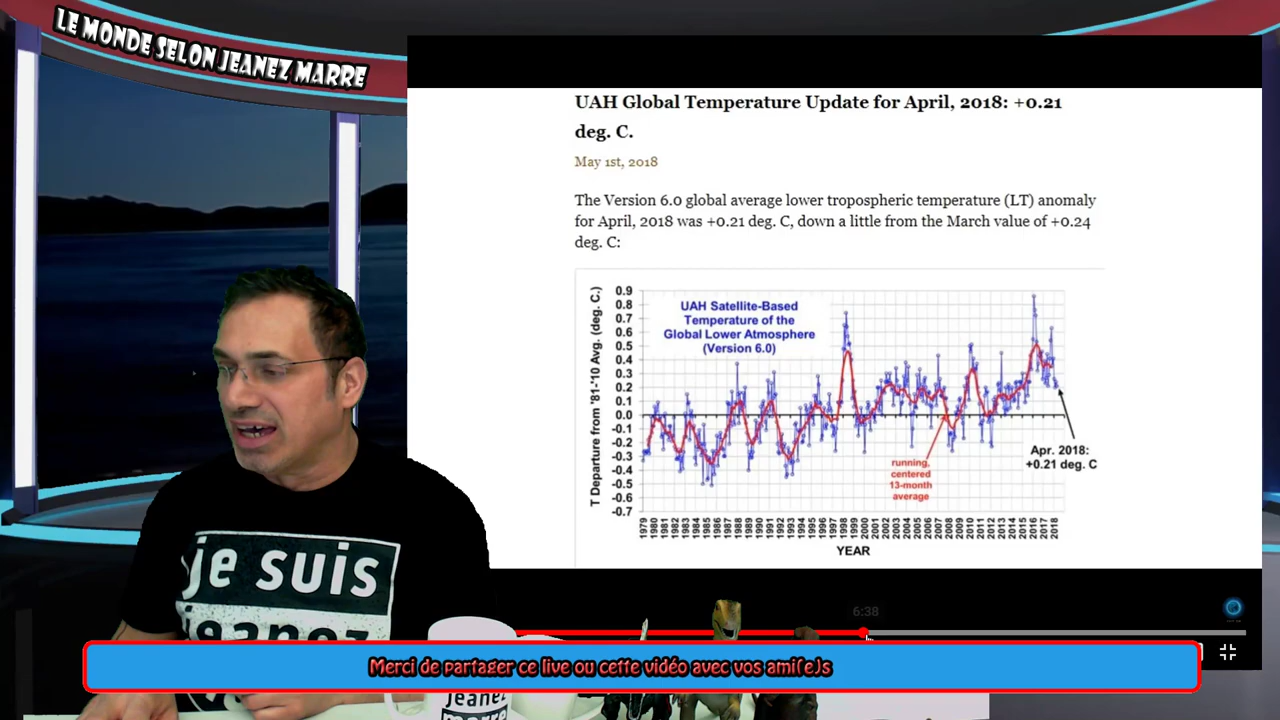 LE MONDE SELON JEANEZ MARRE
UAH Global Temperature Update for April, 2018: +0.21
deg. C.
May 1st, 2018
The Version 6.0 global average lower tropospheric temperature (LT) anomaly
for April, 2018 was +0.21 deg. C, down a little from the March value of +0.24
deg. C:
T Departure from '81-'10 Avg. (deg. C.)
0.9
0.8
0.7
0.6
0.5
0.4
0.3
0.2
0.1
0.0
-0.1
-0.2
-0.3
-0.4
-0.5
-0.6
-0.7
UAH Satellite-Based
Temperature of the
Global Lower Atmosphere
(Version 6.0)
running,
centered
13-month
average
Apr. 2018:
+0.21 deg. C
1979 1980 1981 1982 1983 1984 1985 1986 1987 1988 1989 1990 1991 1992 1993 1994 1995 1996 1997 1998 1999 2000 2001 2002 2003 2004 2005 2006 2007 2008 2009 2010 2011 2012 2013 2014 2015 2016 2017 2018
YEAR
je suis
jeanez
6:38
Merci de partager ce live ou cette vidéo avec vos ami(e)s
jeanez
marre